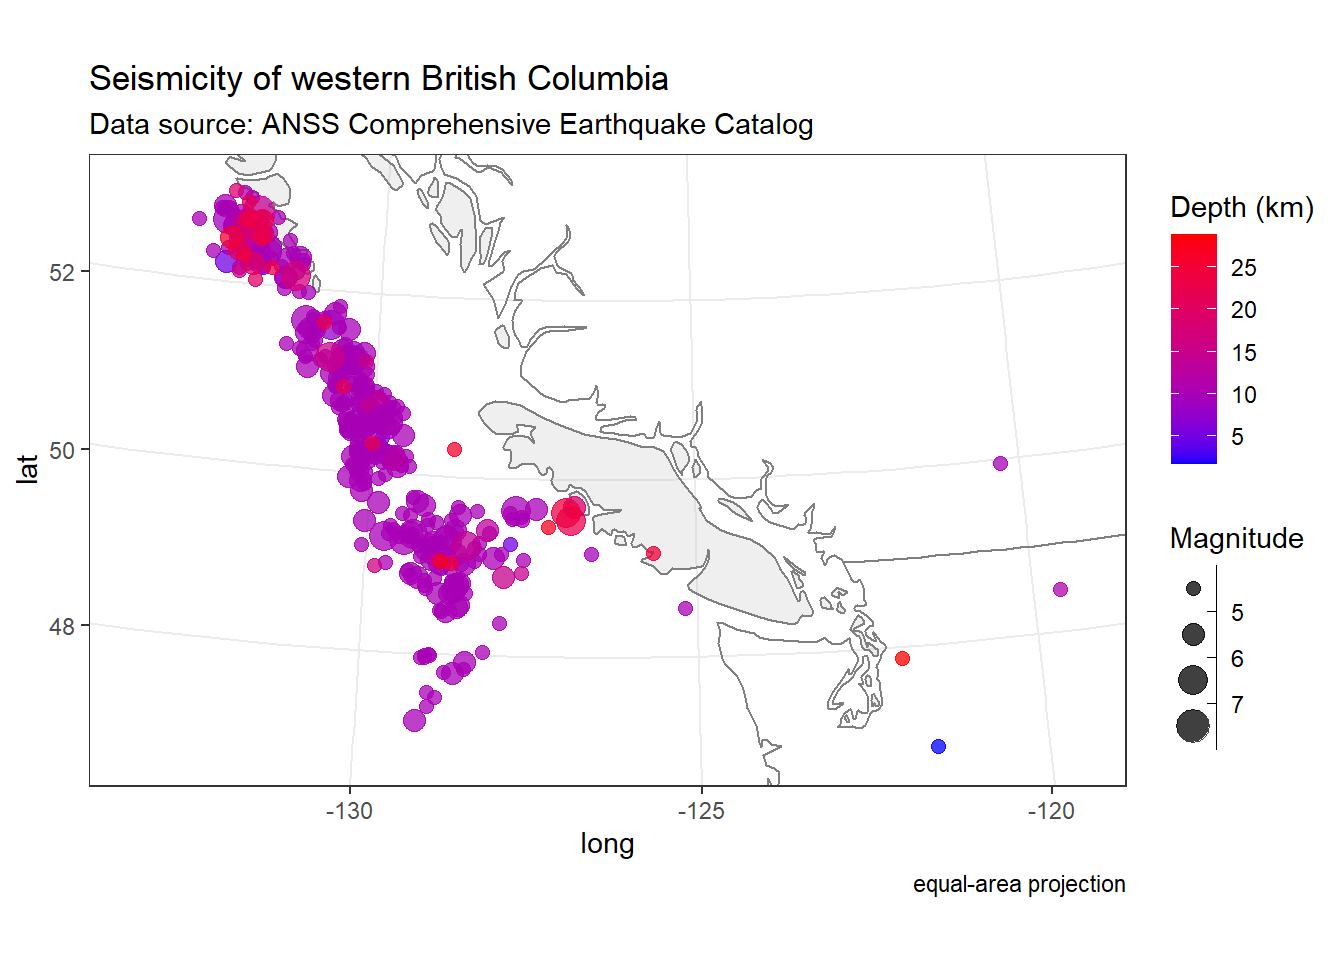 Seismicity of western British Columbia
Data source: ANSS Comprehensive Earthquake Catalog
52
50
48
lat
-130
-125
-120
long
equal-area projection
Depth (km)
25
20
15
10
5
Magnitude
5
6
7